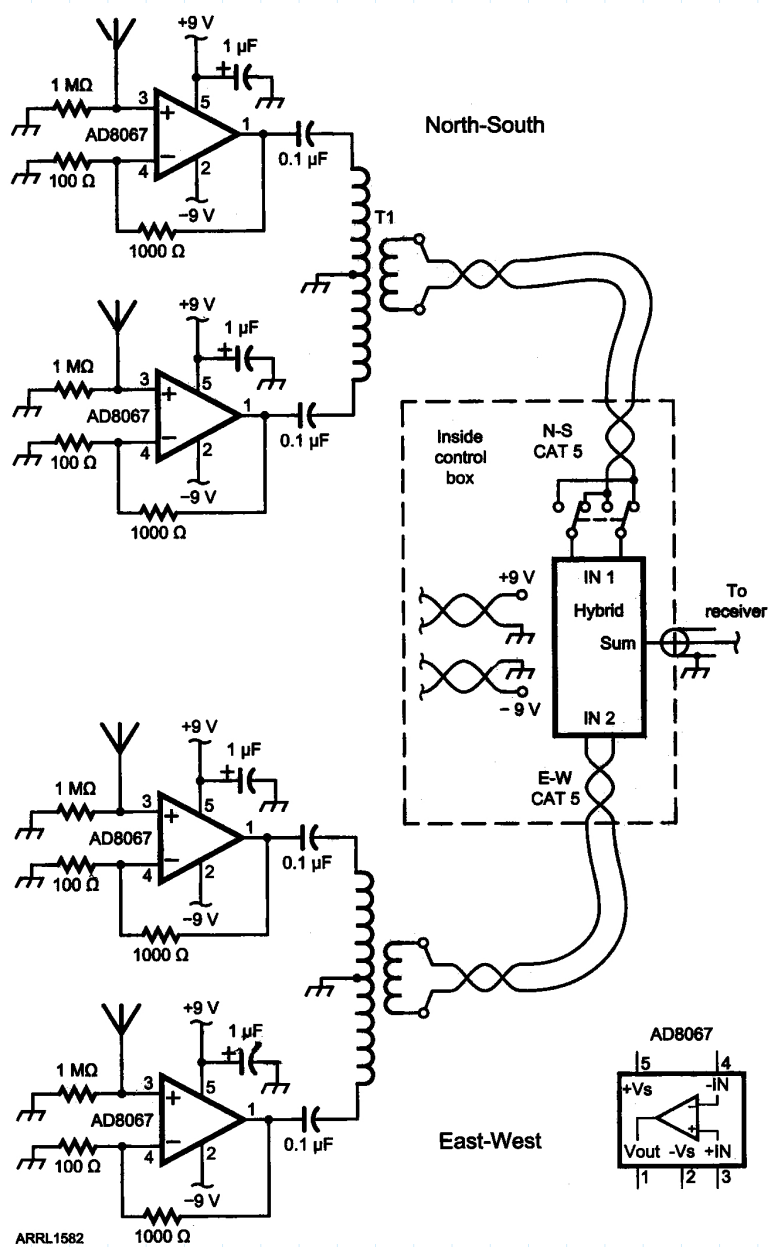 +9 V
1 µF
+
1 MΩ
3
5
+
AD8067
1
North-South
−
0.1 µF
4
2
100 Ω
−9 V
T1
1000 Ω
+9 V
1 µF
+
1 MΩ
3
5
+
AD8067
1
−
0.1 µF
4
2
100 Ω
−9 V
1000 Ω
Inside
control
box
N-S
CAT 5
+9 V
IN 1
Hybrid
Sum
To
receiver
− 9 V
IN 2
E-W
CAT 5
+9 V
1 µF
+
1 MΩ
3
5
+
AD8067
1
−
0.1 µF
4
2
100 Ω
−9 V
1000 Ω
+9 V
1 µF
+
1 MΩ
3
5
+
AD8067
1
−
0.1 µF
4
2
100 Ω
−9 V
1000 Ω
East-West
AD8067
5 4
+Vs -IN
−
+
Vout -Vs +IN
1 2 3
ARRL1582